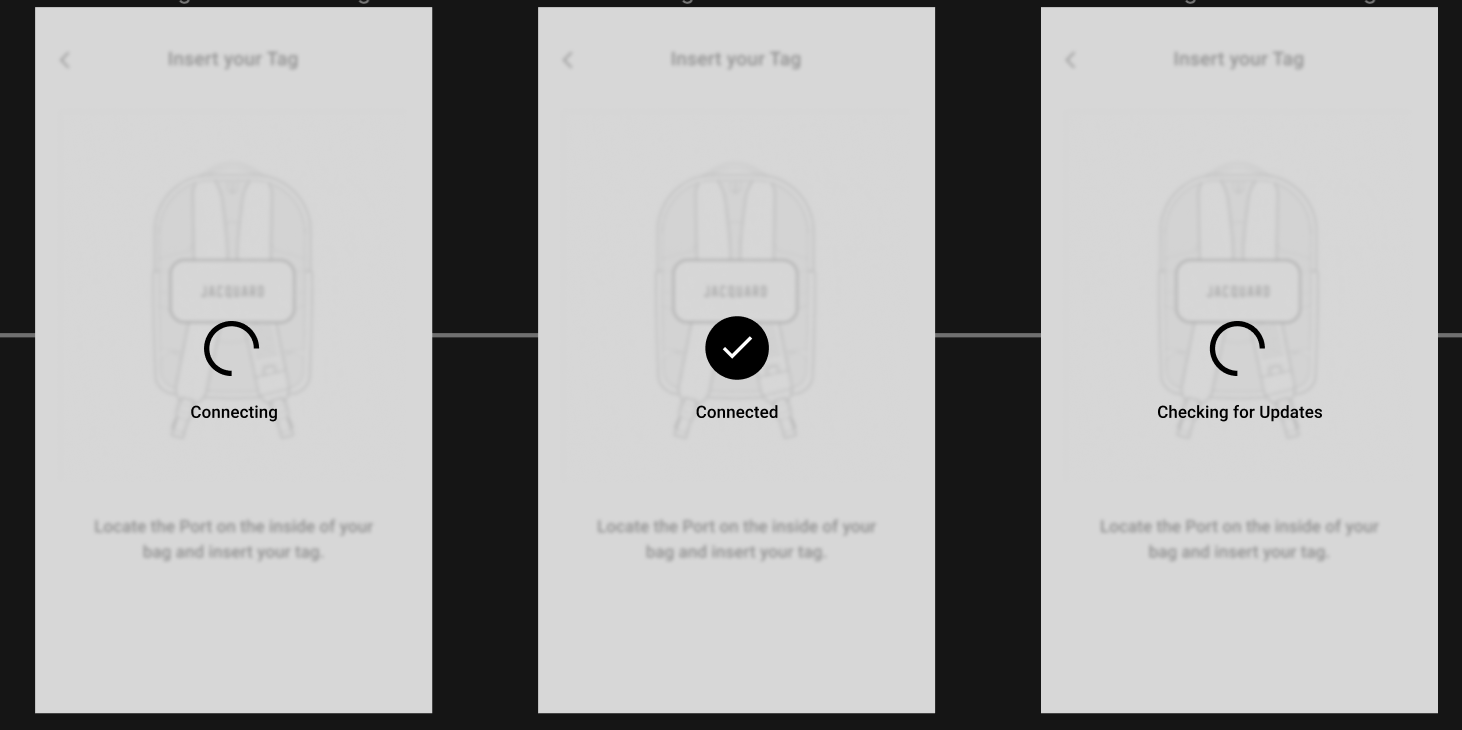 Insert your Tag
JACQUARD
Connecting
Locate the Port on the inside of your
bag and insert your tag.
Insert your Tag
JACQUARD
Connected
Locate the Port on the inside of your
bag and insert your tag.
Insert your Tag
JACQUARD
Checking for Updates
Locate the Port on the inside of your
bag and insert your tag.